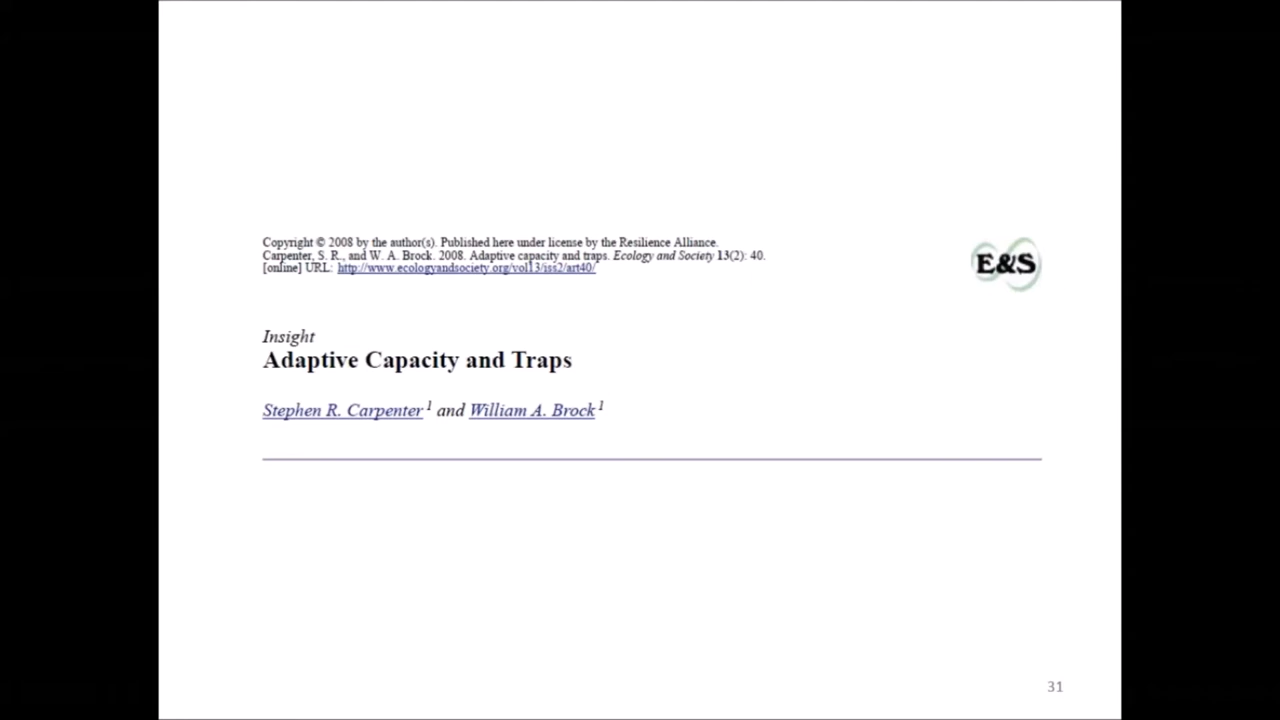 Copyright © 2008 by the author(s). Published here under license by the Resilience Alliance.
Carpenter, S. R., and W. A. Brock. 2008. Adaptive capacity and traps. Ecology and Society 13(2): 40.
[online] URL: http://www.ecologyandsociety.org/vol13/iss2/art40/
E&S
Insight
Adaptive Capacity and Traps
Stephen R. Carpenter 1 and William A. Brock 1
31